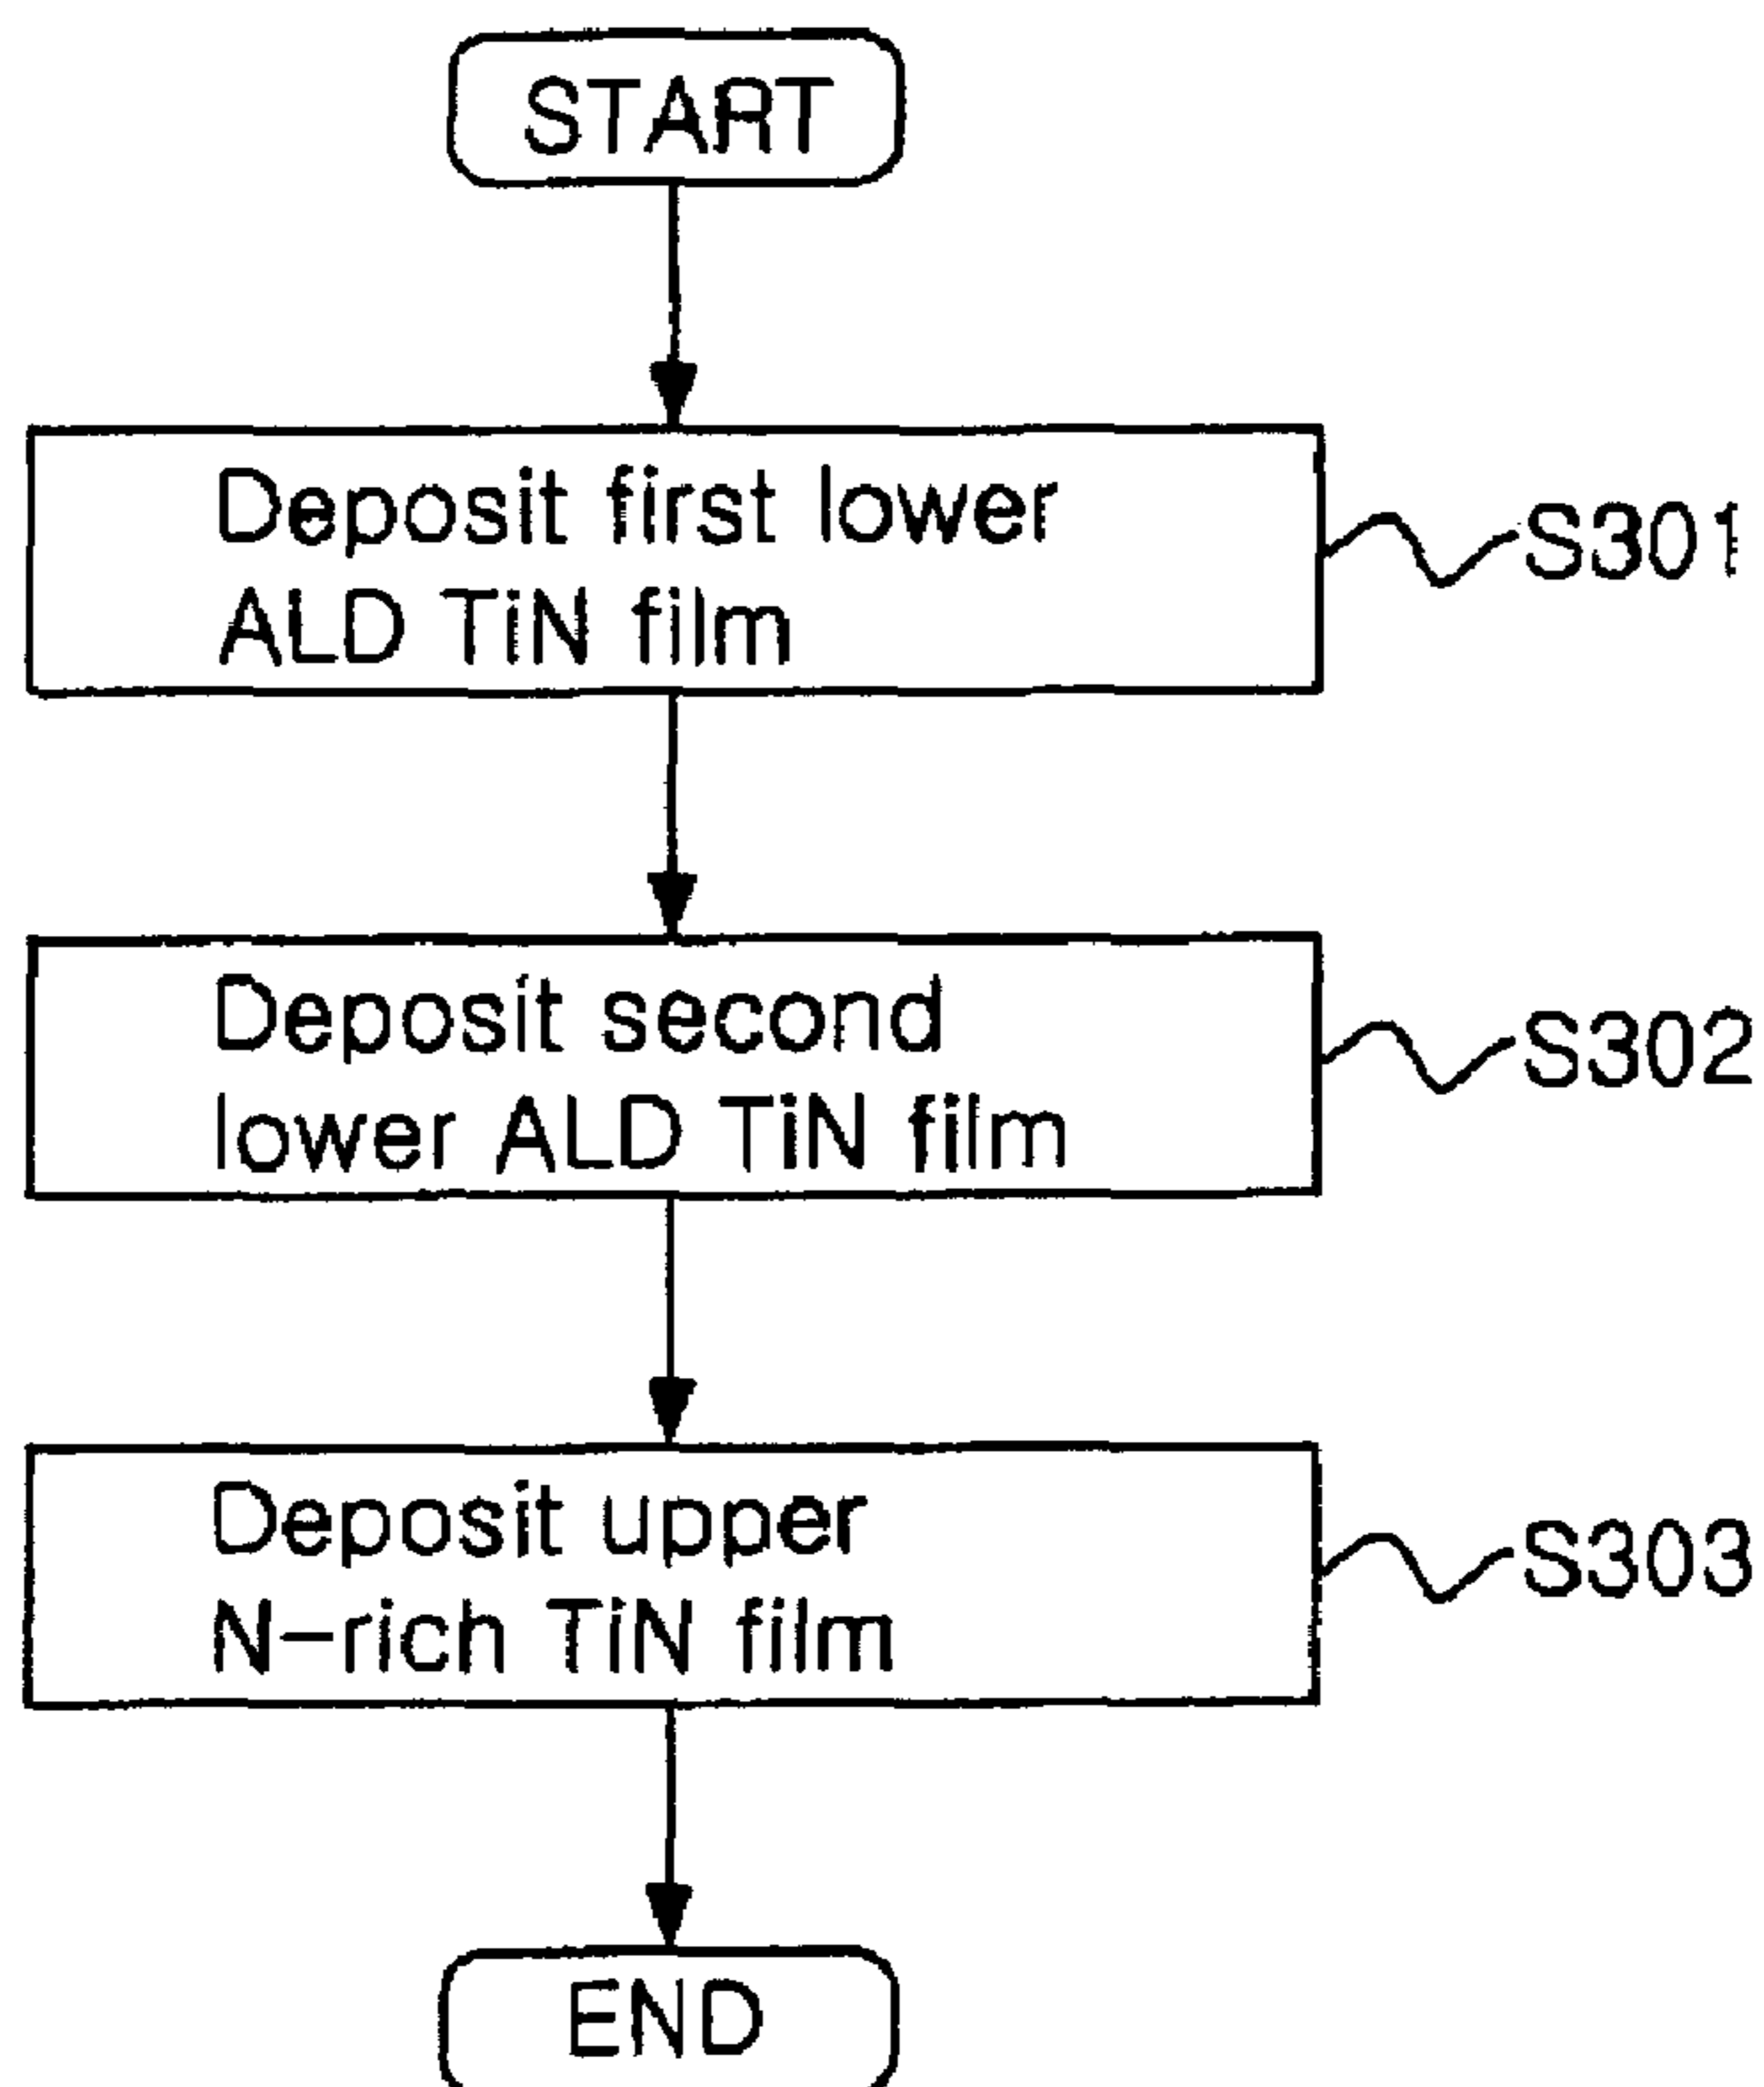 START
Deposit first lower
ALD TiN film
S301
Deposit second
lower ALD TiN film
S302
Deposit upper
N-rich TiN film
S303
END